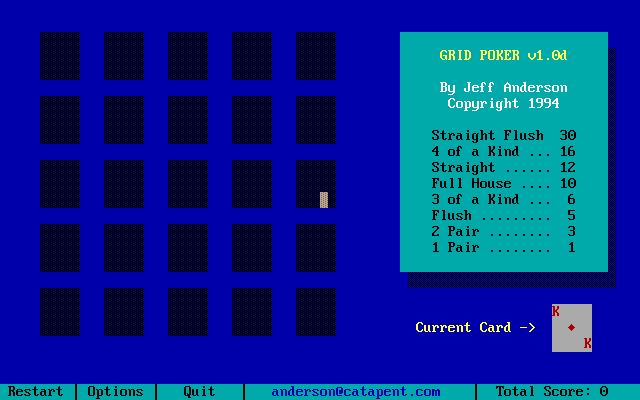 GRID POKER v1.0d
By Jeff Anderson
Copyright 1994
Straight Flush 30
4 of a Kind ... 16
Straight ...... 12
Full House .... 10
3 of a Kind ... 6
Flush ......... 5
2 Pair ........ 3
1 Pair ........ 1
K
Current Card ->
K
Restart Options Quit anderson@catapent.com Total Score: 0